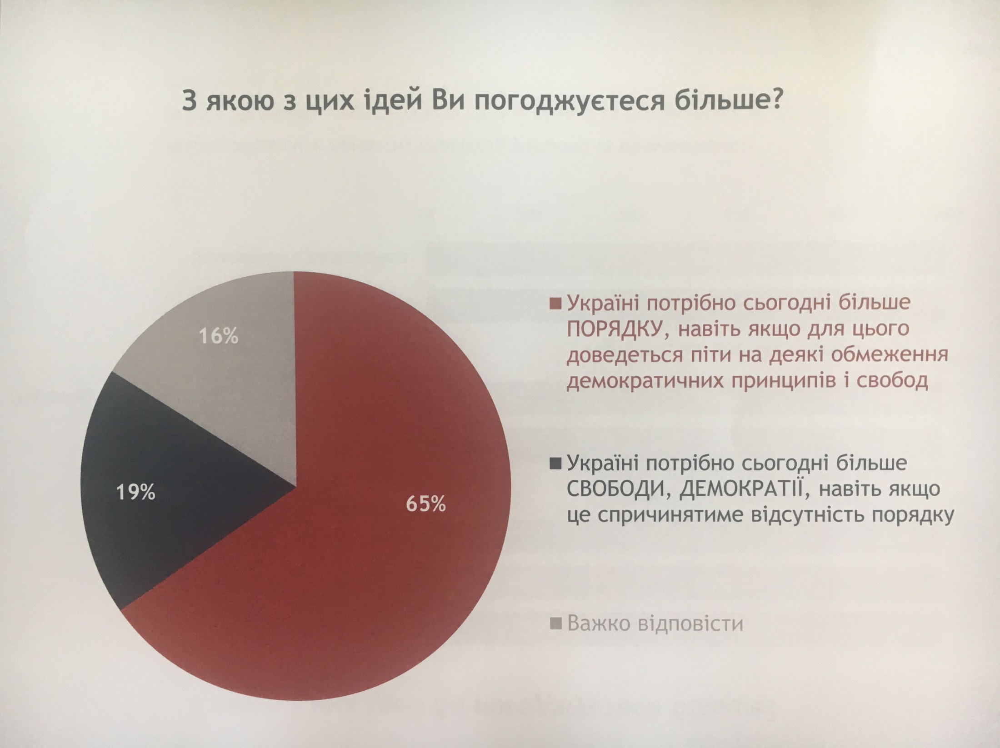 З якою з цих ідей Ви погоджуєтеся більше?
16%
19%
65%
Україні потрібно сьогодні більше
ПОРЯДКУ, навіть якщо для цього
доведеться піти на деякі обмеження
демократичних принципів і свобод
Україні потрібно сьогодні більше
СВОБОДИ, ДЕМОКРАТІЇ, навіть якщо
це спричинятиме відсутність порядку
Важко відповісти